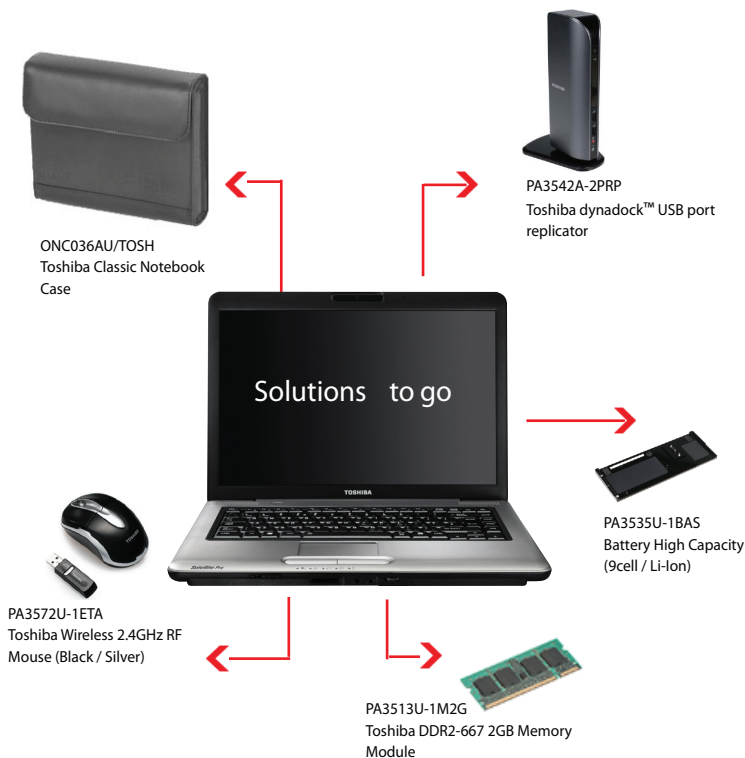 PA3542A-2PRP
Toshiba dynadock™ USB port
replicator
ONC036AU/TOSH
Toshiba Classic Notebook
Case
Solutions to go
TOSHIBA
Satellite Pro
PA3535U-1BAS
Battery High Capacity
(9cell / Li-Ion)
PA3572U-1ETA
Toshiba Wireless 2.4GHz RF
Mouse (Black / Silver)
PA3513U-1M2G
Toshiba DDR2-667 2GB Memory
Module